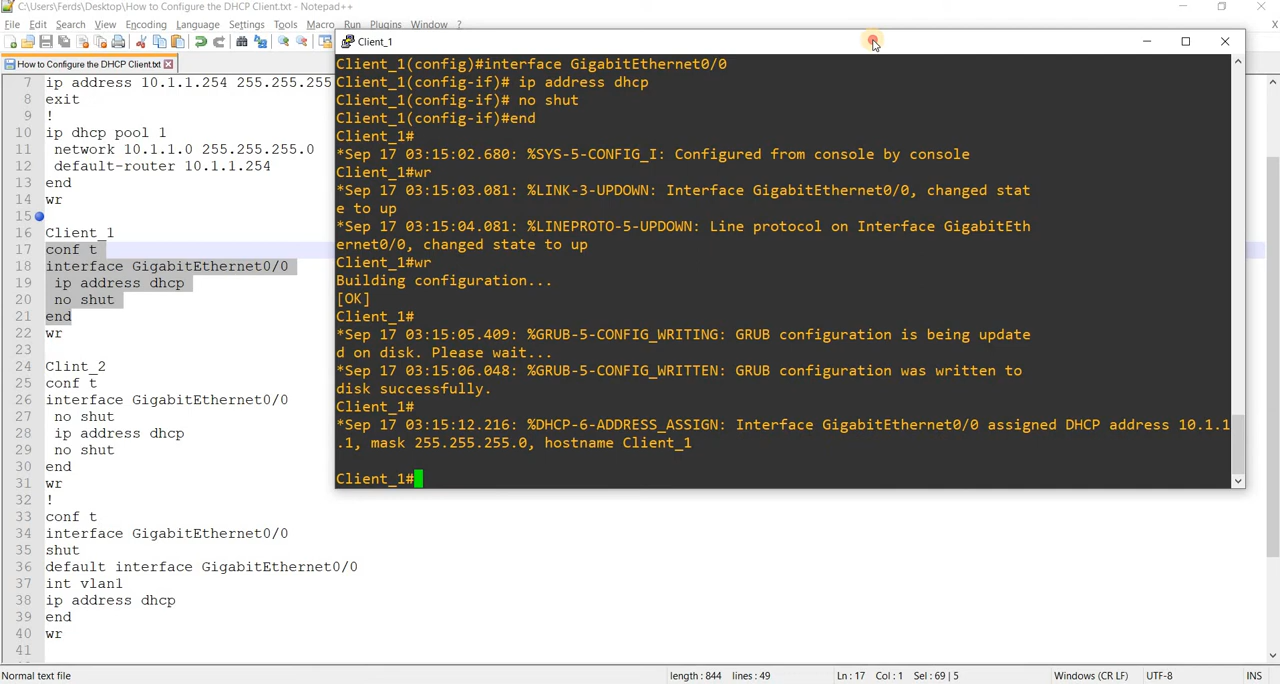 C:\Users\Ferds\Desktop\How to Configure the DHCP Client.txt - Notepad++
File Edit Search View Encoding Language Settings Tools Macro Run Plugins Window ?
X
How to Configure the DHCP Client.txt
7 ip address 10.1.1.254 255.255.255
8 exit
9 !
10 ip dhcp pool 1
11 network 10.1.1.0 255.255.255.0
12 default-router 10.1.1.254
13 end
14 wr
15
16 Client_1
17 conf t
18 interface GigabitEthernet0/0
19 ip address dhcp
20 no shut
21 end
22 wr
23
24 Clint_2
25 conf t
26 interface GigabitEthernet0/0
27 no shut
28 ip address dhcp
29 no shut
30 end
31 wr
32 !
33 conf t
34 interface GigabitEthernet0/0
35 shut
36 default interface GigabitEthernet0/0
37 int vlan1
38 ip address dhcp
39 end
40 wr
41
Client_1
Client_1(config)#interface GigabitEthernet0/0
Client_1(config-if)# ip address dhcp
Client_1(config-if)# no shut
Client_1(config-if)#end
Client_1#
*Sep 17 03:15:02.680: %SYS-5-CONFIG_I: Configured from console by console
Client_1#wr
*Sep 17 03:15:03.081: %LINK-3-UPDOWN: Interface GigabitEthernet0/0, changed stat
e to up
*Sep 17 03:15:04.081: %LINEPROTO-5-UPDOWN: Line protocol on Interface GigabitEth
ernet0/0, changed state to up
Client_1#wr
Building configuration...
[OK]
Client_1#
*Sep 17 03:15:05.409: %GRUB-5-CONFIG_WRITING: GRUB configuration is being update
d on disk. Please wait...
*Sep 17 03:15:06.048: %GRUB-5-CONFIG_WRITTEN: GRUB configuration was written to
disk successfully.
Client_1#
*Sep 17 03:15:12.216: %DHCP-6-ADDRESS_ASSIGN: Interface GigabitEthernet0/0 assigned DHCP address 10.1.1
.1, mask 255.255.255.0, hostname Client_1
Client_1#
Normal text file length : 844 lines : 49 Ln : 17 Col : 1 Sel : 69 | 5 Windows (CR LF) UTF-8 INS